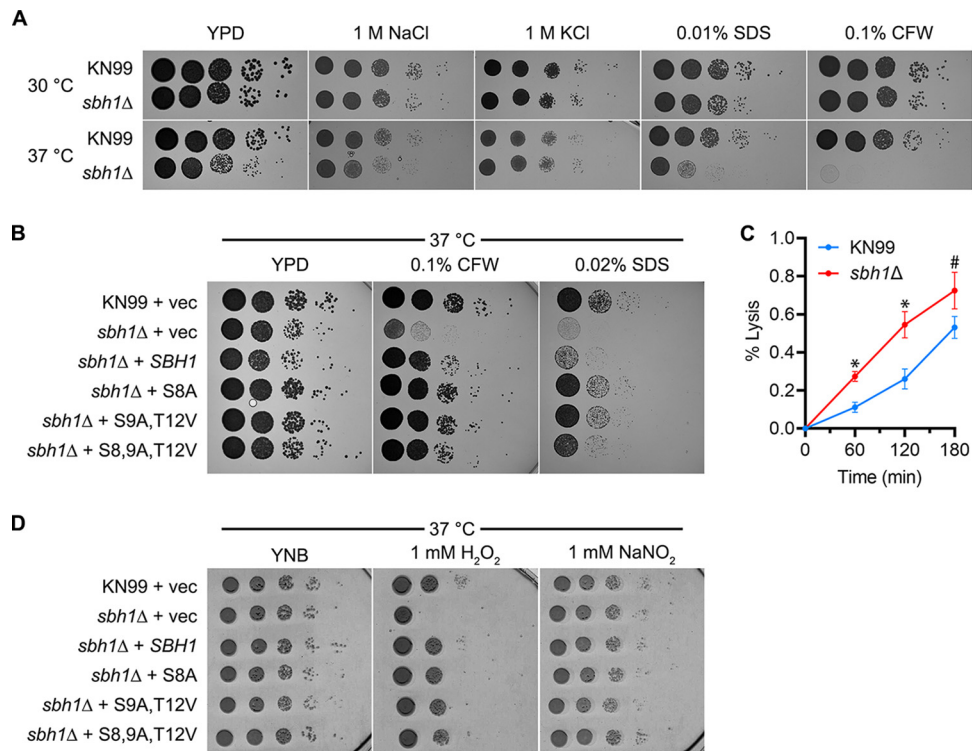 A
YPD 1 M NaCl 1 M KCl 0.01% SDS 0.1% CFW
30 °C
KN99
sbh1Δ
37 °C
KN99
sbh1Δ
B
37 °C
YPD 0.1% CFW 0.02% SDS
KN99 + vec
sbh1Δ + vec
sbh1Δ + SBH1
sbh1Δ + S8A
sbh1Δ + S9A,T12V
sbh1Δ + S8,9A,T12V
C
KN99
sbh1Δ
% Lysis
1.0
0.8
0.6
0.4
0.2
0.0
* * #
0 60 120 180
Time (min)
D
37 °C
YNB 1 mM H₂O₂ 1 mM NaNO₂
KN99 + vec
sbh1Δ + vec
sbh1Δ + SBH1
sbh1Δ + S8A
sbh1Δ + S9A,T12V
sbh1Δ + S8,9A,T12V